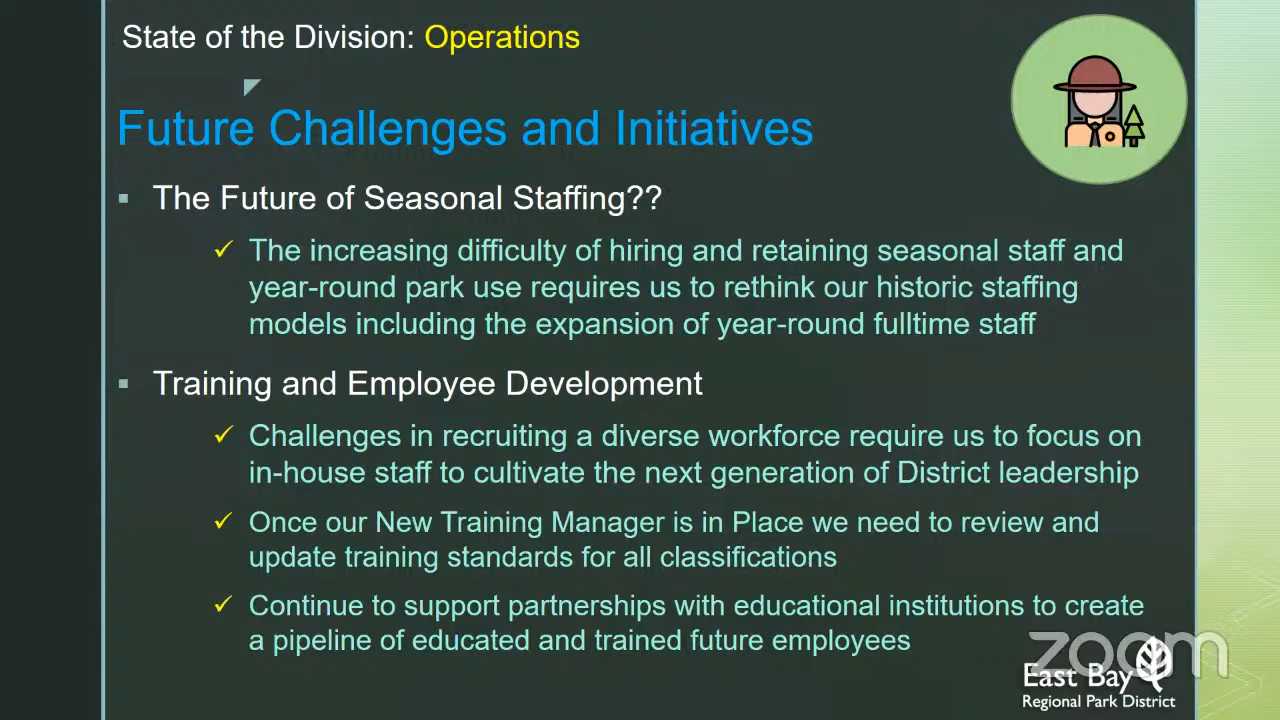 State of the Division: Operations
Future Challenges and Initiatives
The Future of Seasonal Staffing??
The increasing difficulty of hiring and retaining seasonal staff and
year-round park use requires us to rethink our historic staffing
models including the expansion of year-round fulltime staff
Training and Employee Development
Challenges in recruiting a diverse workforce require us to focus on
in-house staff to cultivate the next generation of District leadership
Once our New Training Manager is in Place we need to review and
update training standards for all classifications
Continue to support partnerships with educational institutions to create
a pipeline of educated and trained future employees
zoom
East Bay
Regional Park District